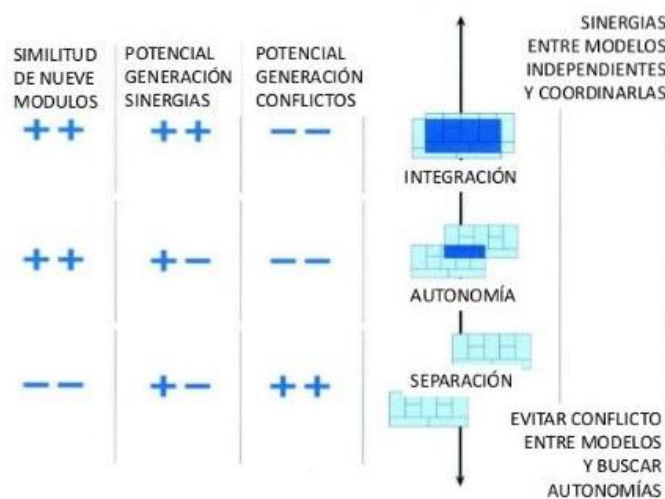 SIMILITUD
DE NUEVE
MODULOS
POTENCIAL
GENERACIÓN
SINERGIAS
POTENCIAL
GENERACIÓN
CONFLICTOS
SINERGIAS
ENTRE MODELOS
INDEPENDIENTES
Y COORDINARLAS
++ ++ --
INTEGRACIÓN
++ +- --
AUTONOMÍA
-- +- ++
SEPARACIÓN
EVITAR CONFLICTO
ENTRE MODELOS
Y BUSCAR
AUTONOMÍAS